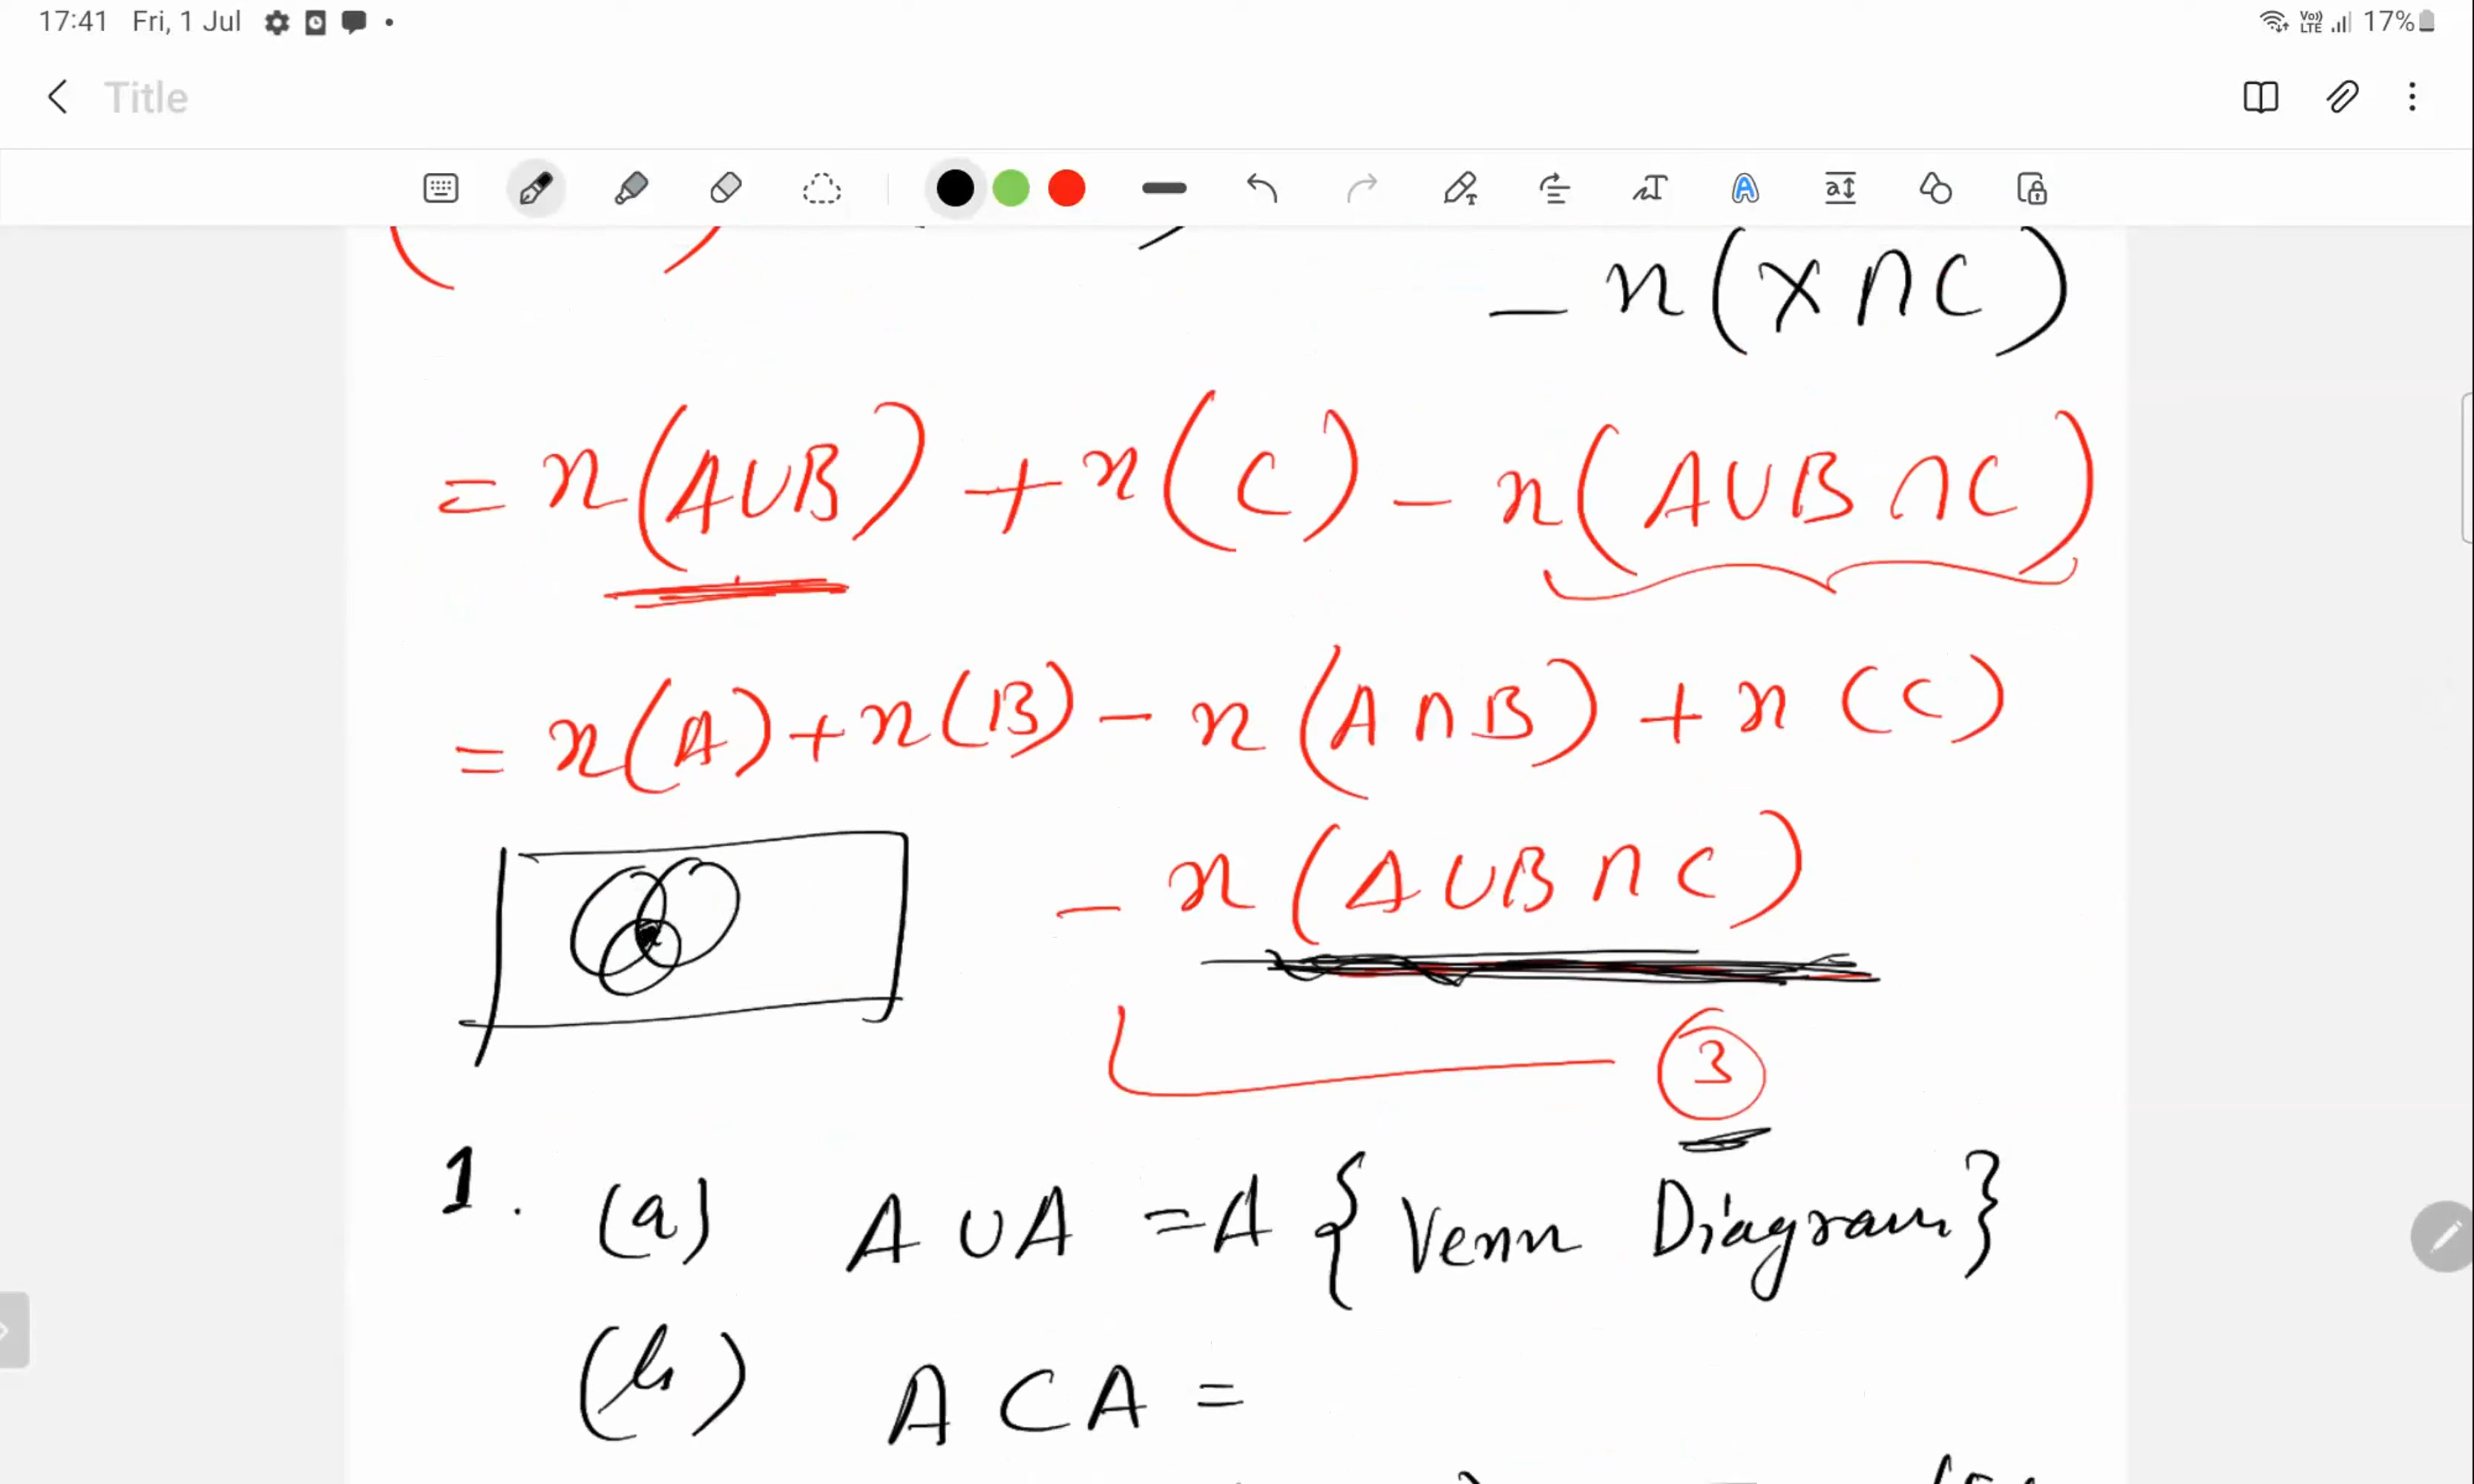 17:41 Fri, 1 Jul 17%
Title
- n(X∩C)
= n(A∪B) + n(C) - n(A∪B∩C)
= n(A) + n(B) - n(A∩B) + n(C)
- n(A∪B∩C)
3
1. (a) A∪A = A { Venn Diagram }
(b) A ⊂ A =